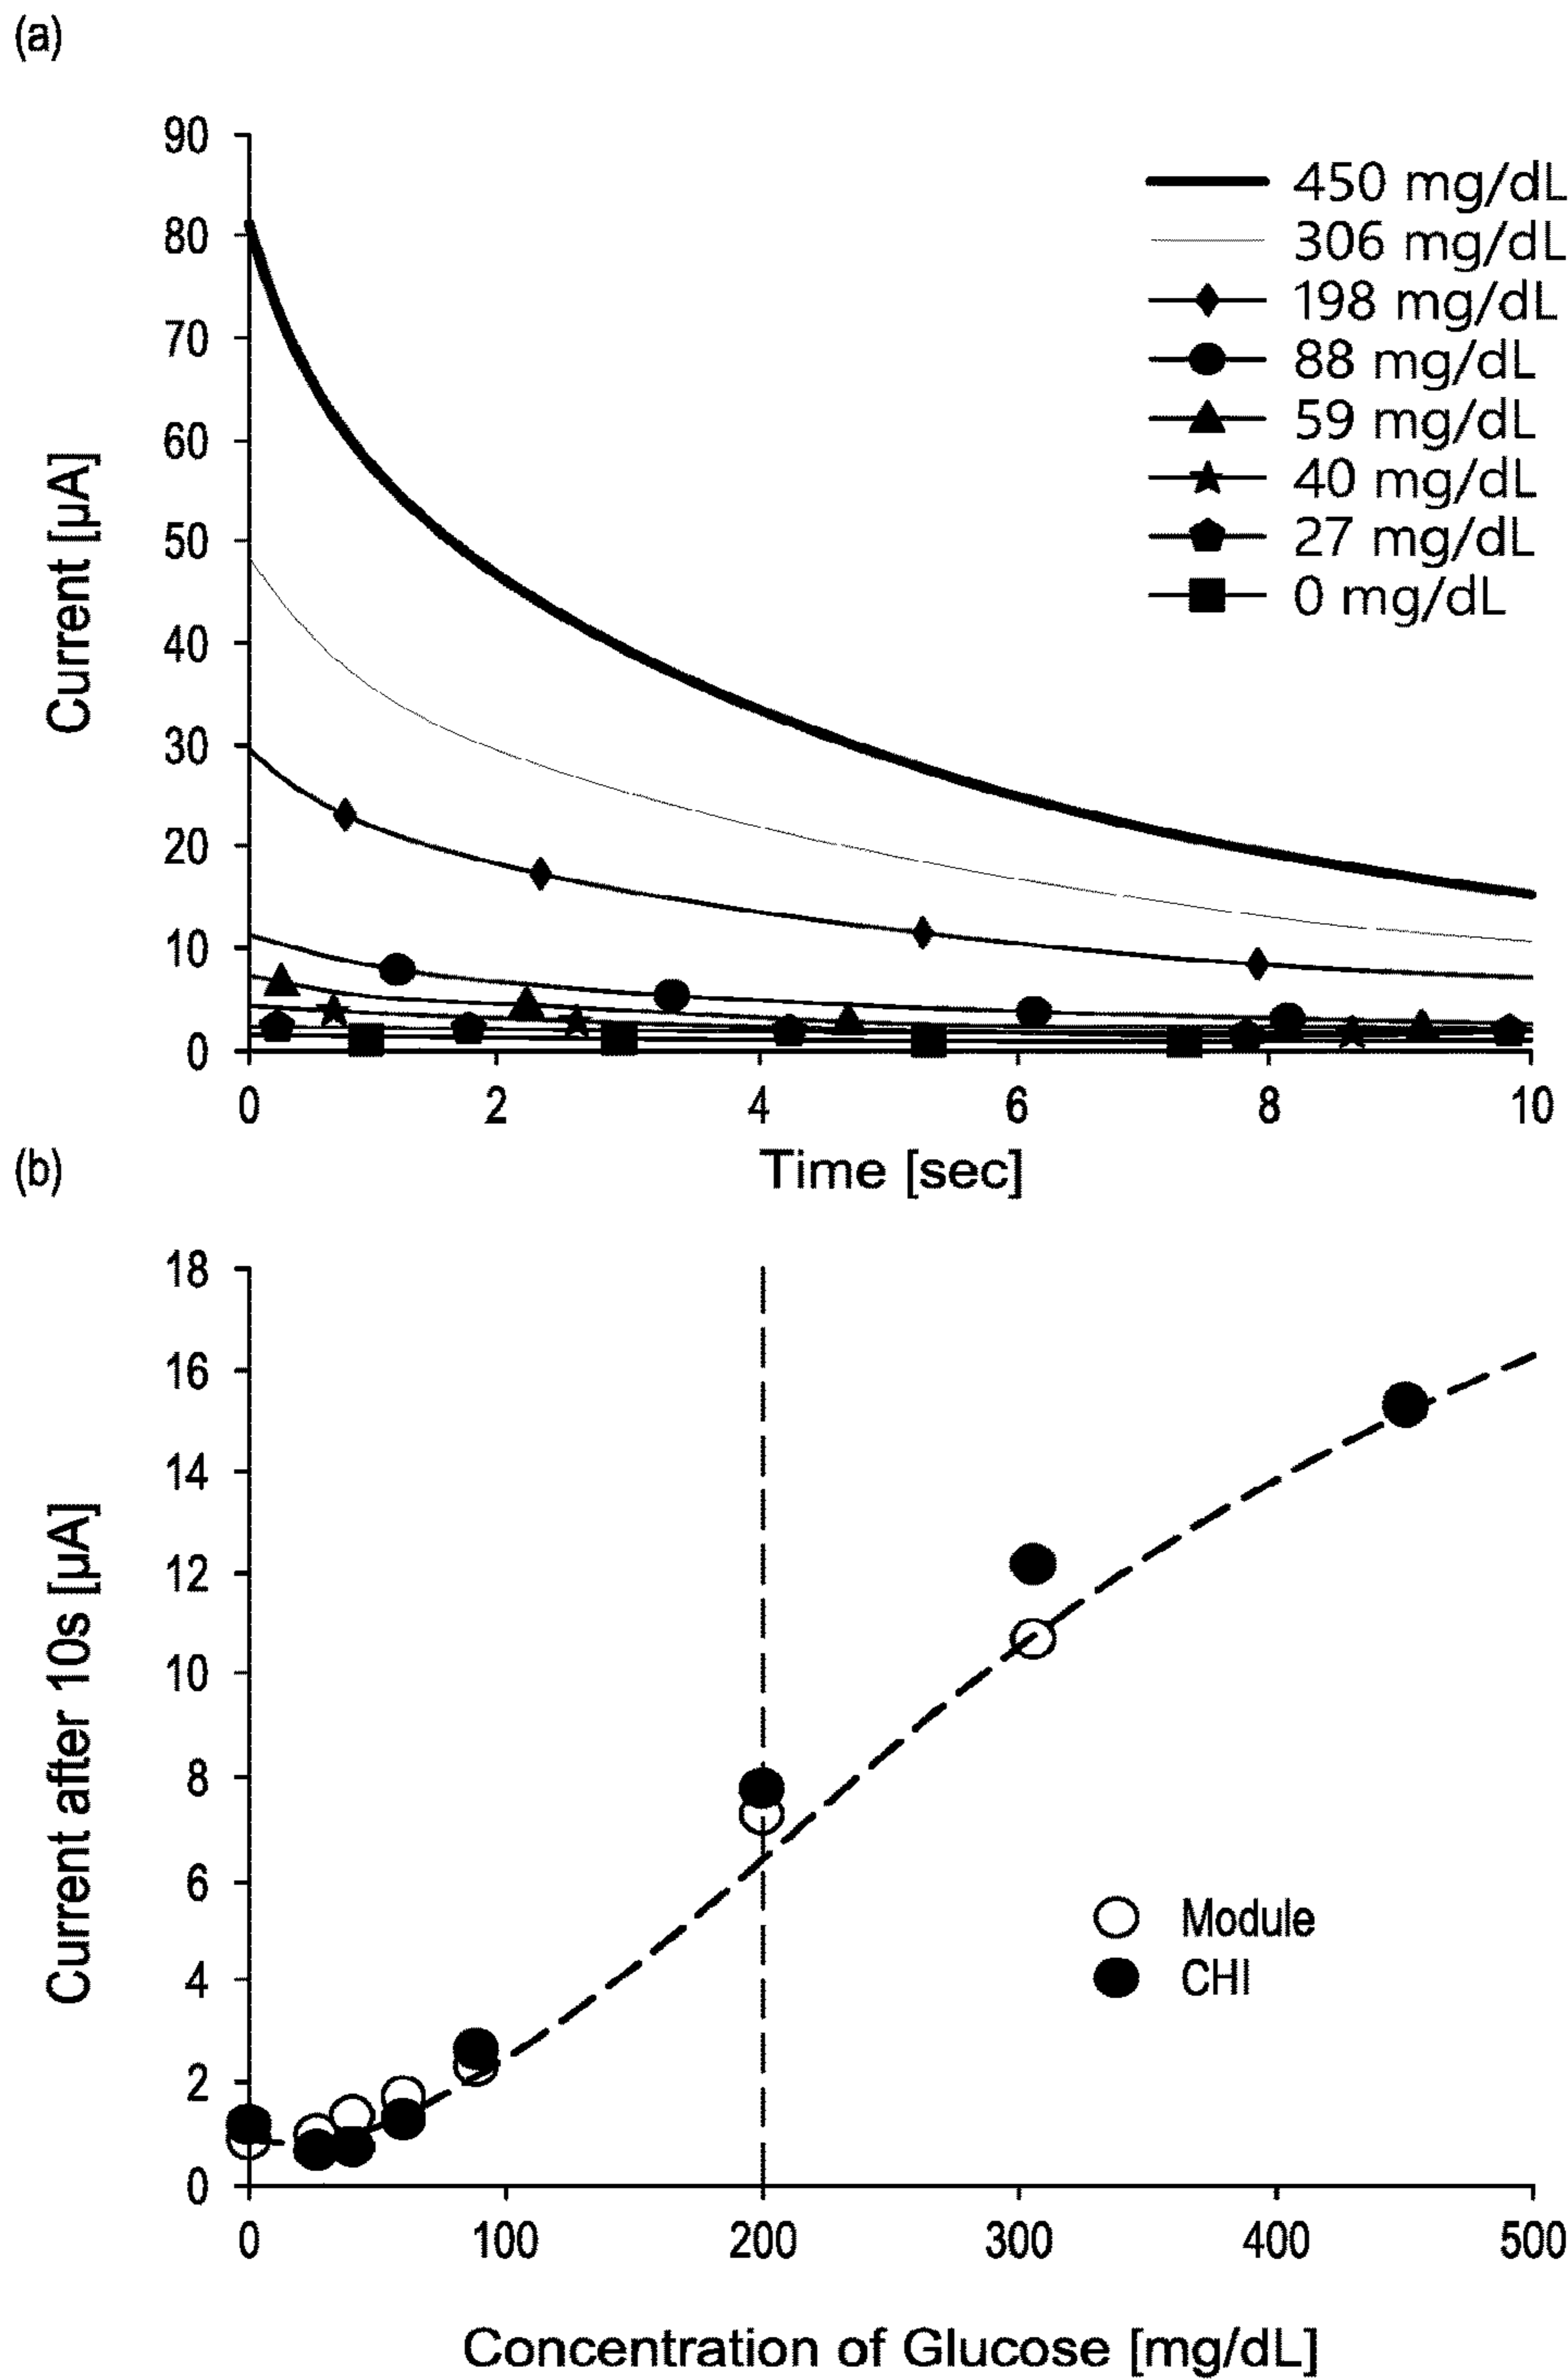 (a)
90
80
70
60
50
40
30
20
10
0
Current [µA]
450 mg/dL
306 mg/dL
198 mg/dL
88 mg/dL
59 mg/dL
40 mg/dL
27 mg/dL
0 mg/dL
0 2 4 6 8 10
Time [sec]
(b)
18
16
14
12
10
8
6
4
2
0
Current after 10s [µA]
Module
CHI
0 100 200 300 400 500
Concentration of Glucose [mg/dL]